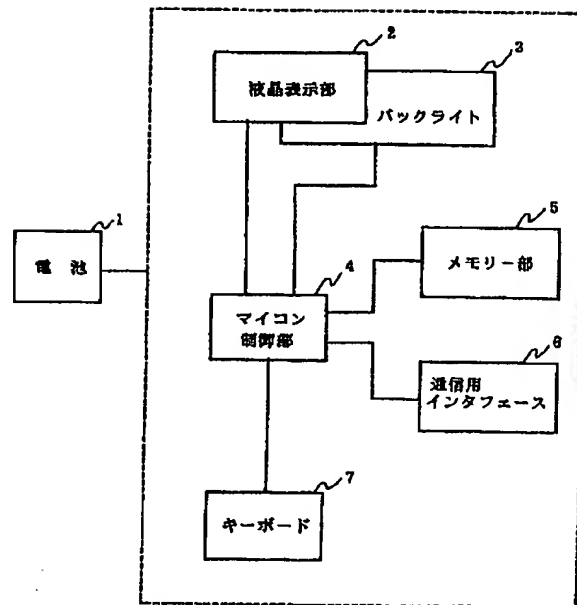 2
3
液晶表示部
バックライト
1
電池
5
メモリー部
4
マイコン
制御部
6
通信用
インタフェース
7
キーボード